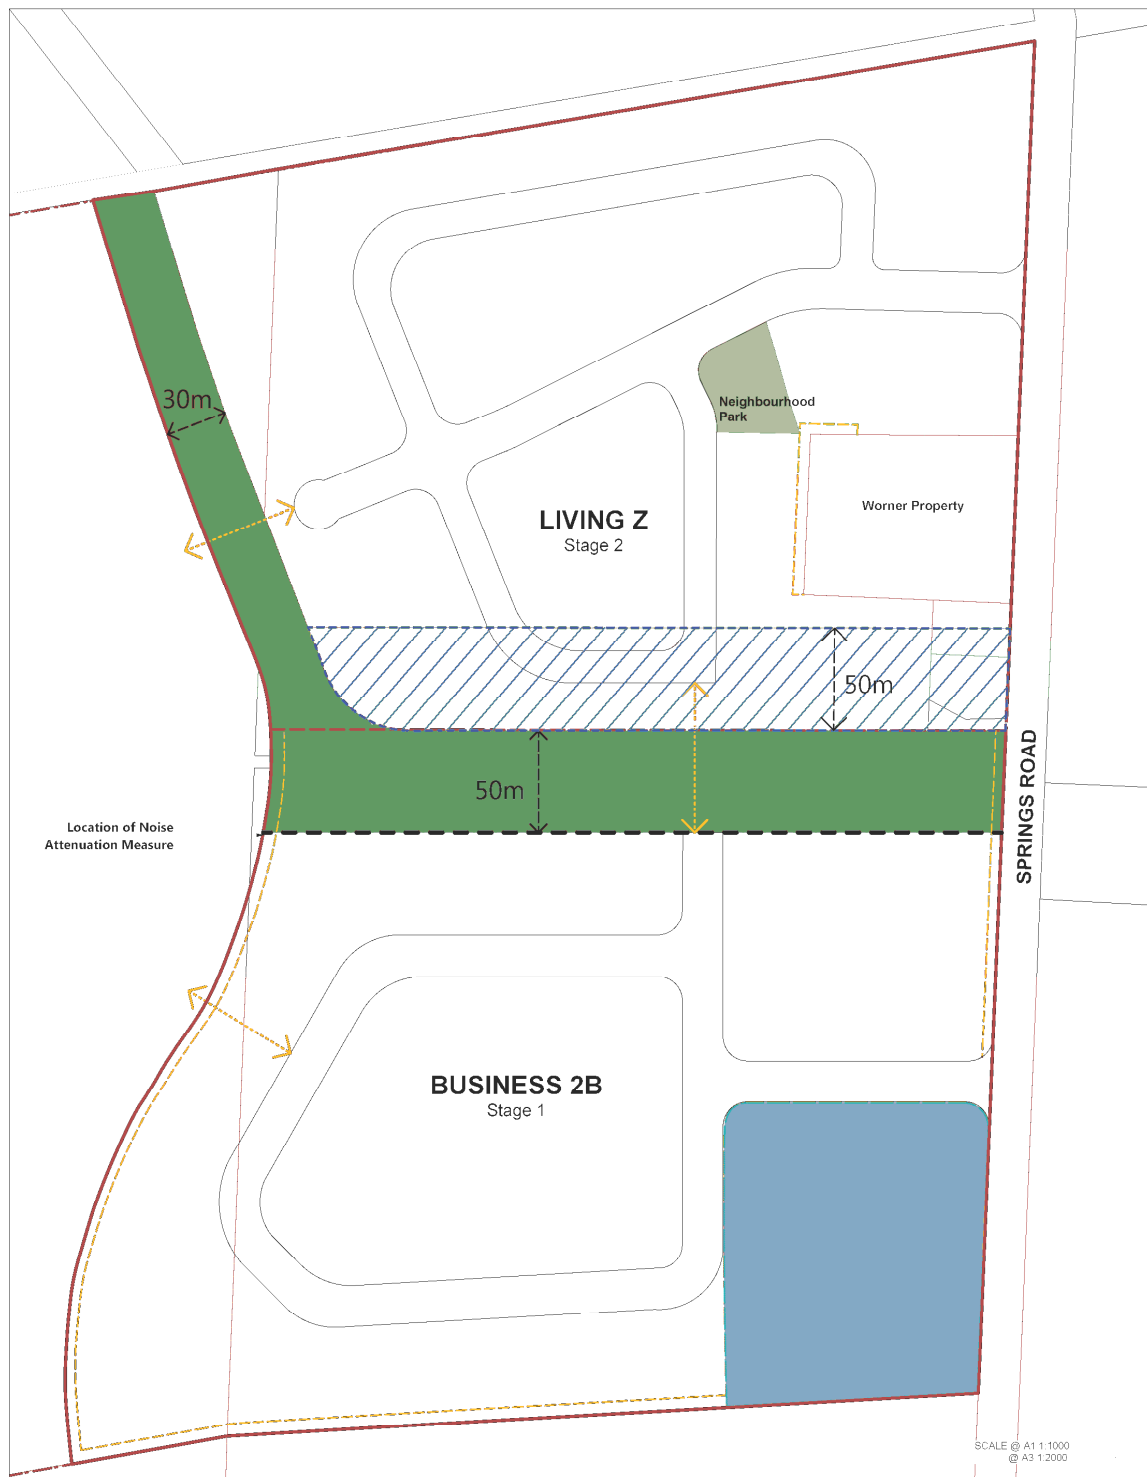 30m
Neighbourhood
Park
Worner Property
LIVING Z
Stage 2
50m
50m
SPRINGS ROAD
Location of Noise
Attenuation Measure
BUSINESS 2B
Stage 1
SCALE @ A1 1:1000
@ A3 1:2000